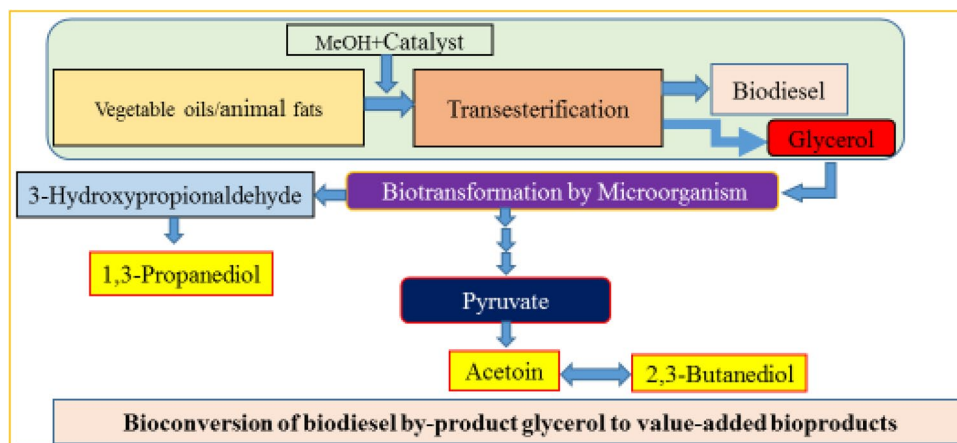 MeOH+Catalyst
Vegetable oils/animal fats
Transesterification
Biodiesel
Glycerol
3-Hydroxypropionaldehyde
Biotransformation by Microorganism
1,3-Propanediol
Pyruvate
Acetoin
2,3-Butanediol
Bioconversion of biodiesel by-product glycerol to value-added bioproducts